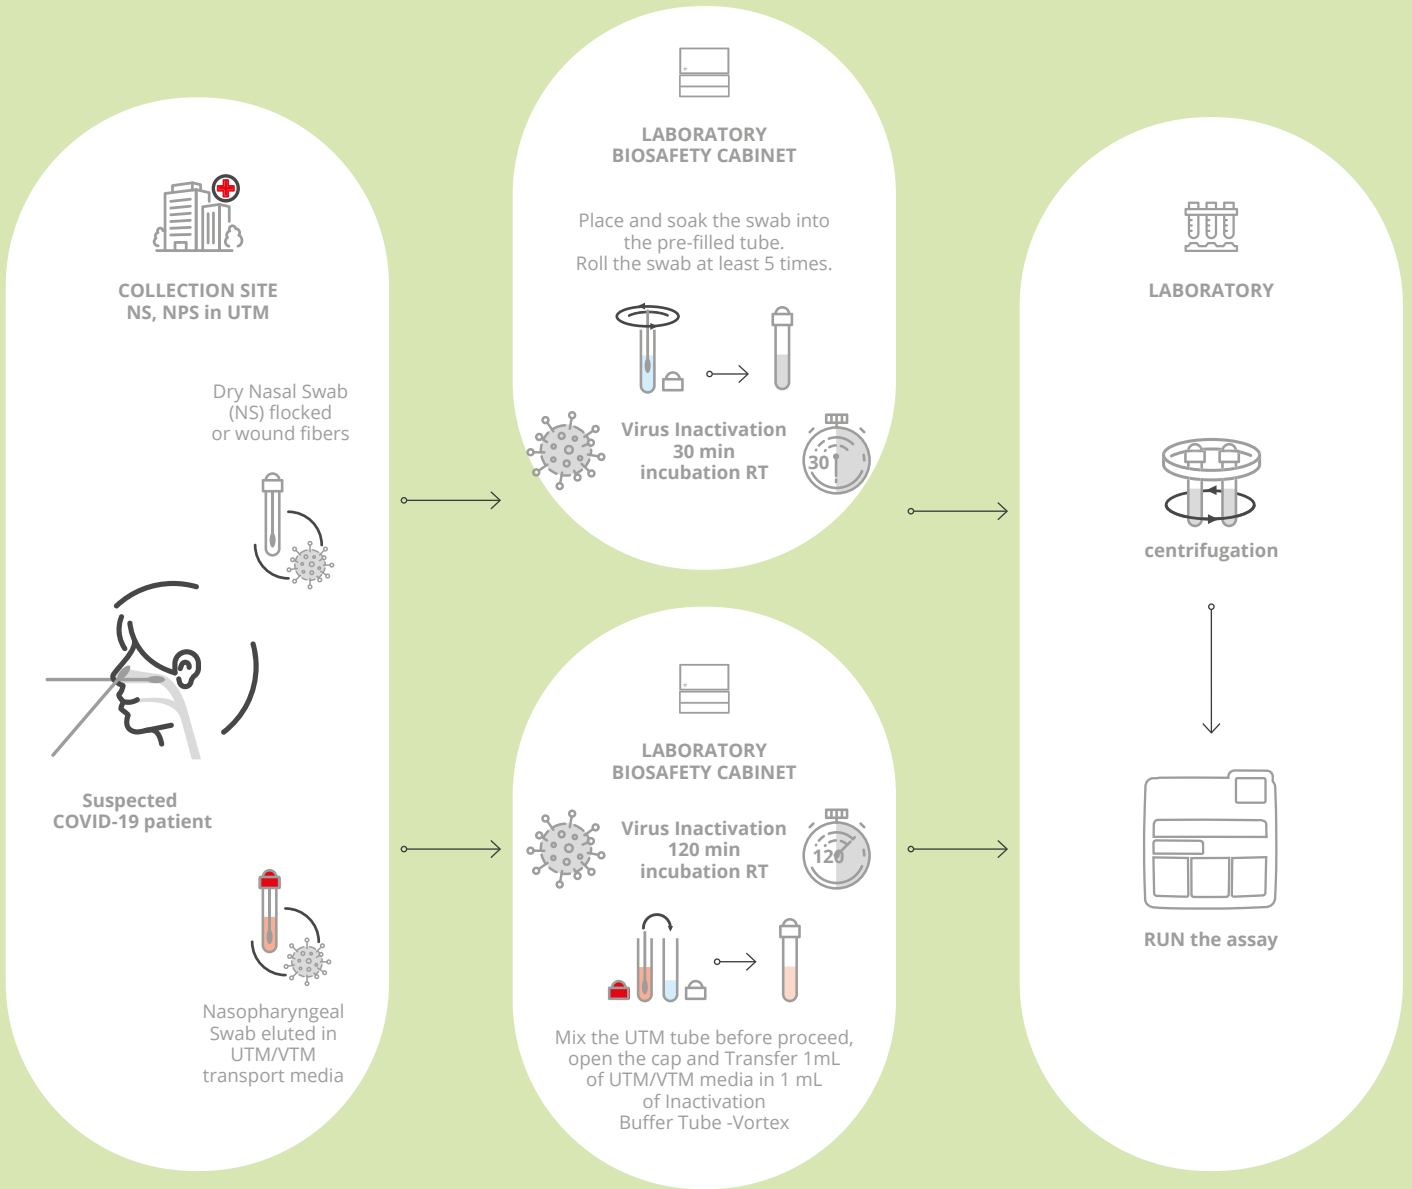 COLLECTION SITE
NS, NPS in UTM
Dry Nasal Swab
(NS) flocked
or wound fibers
Suspected
COVID-19 patient
Nasopharyngeal
Swab eluted in
UTM/VTM
transport media
LABORATORY
BIOSAFETY CABINET
Place and soak the swab into
the pre-filled tube.
Roll the swab at least 5 times.
Virus Inactivation
30 min
incubation RT
30
LABORATORY
BIOSAFETY CABINET
Virus Inactivation
120 min
incubation RT
120
Mix the UTM tube before proceed,
open the cap and Transfer 1mL
of UTM/VTM media in 1 mL
of Inactivation
Buffer Tube -Vortex
LABORATORY
centrifugation
RUN the assay